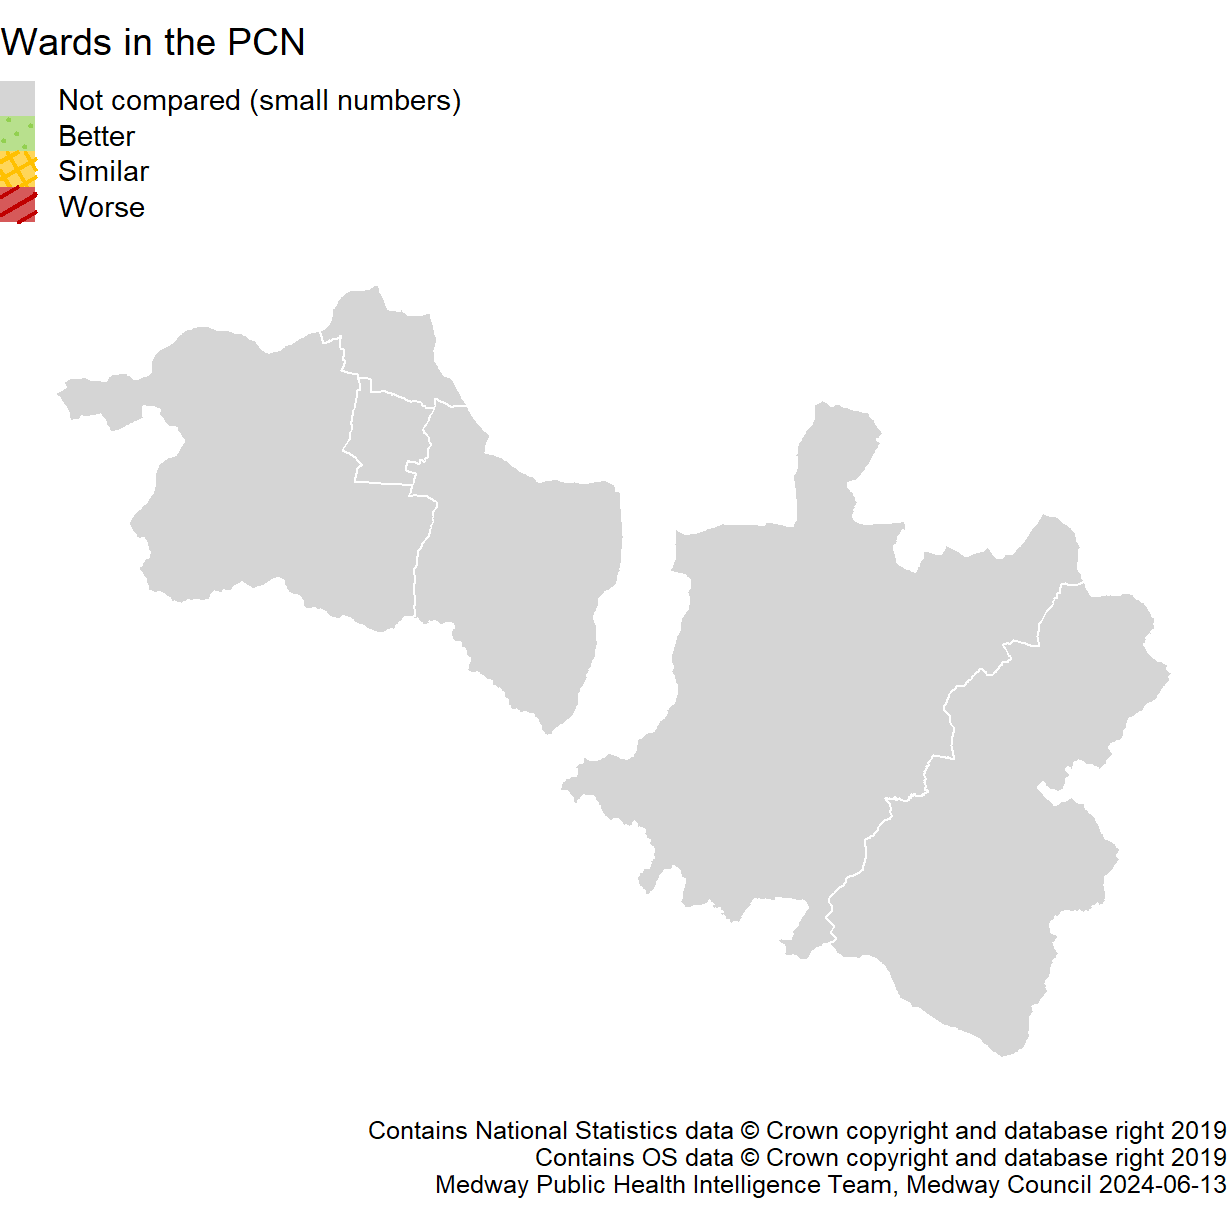 Wards in the PCN
Not compared (small numbers)
Better
Similar
Worse
Contains National Statistics data © Crown copyright and database right 2019
Contains OS data © Crown copyright and database right 2019
Medway Public Health Intelligence Team, Medway Council 2024-06-13